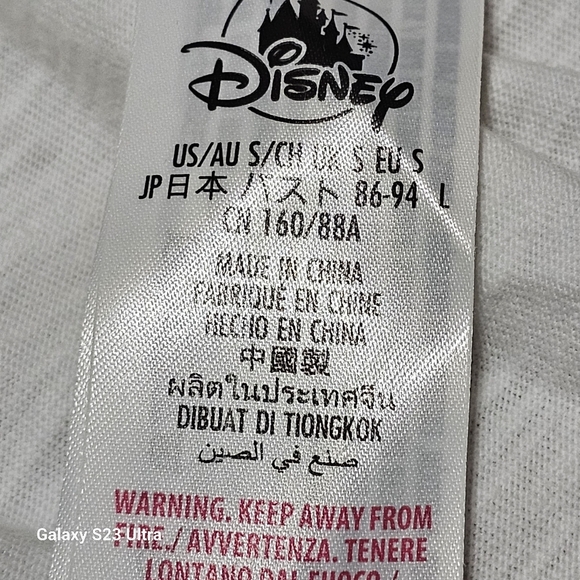 Disney
US/AU S/CH UK S EU S
JP日本 バスト 86-94 L
CN 160/88A
MADE IN CHINA
FABRIQUÉ EN CHINE
HECHO EN CHINA
中國製
ผลิตในประเทศจีน
DIBUAT DI TIONGKOK
صنع في الصين
WARNING. KEEP AWAY FROM
FIRE./ AVVERTENZA. TENERE
LONTANO DAL FUOCO /
Galaxy S23 Ultra